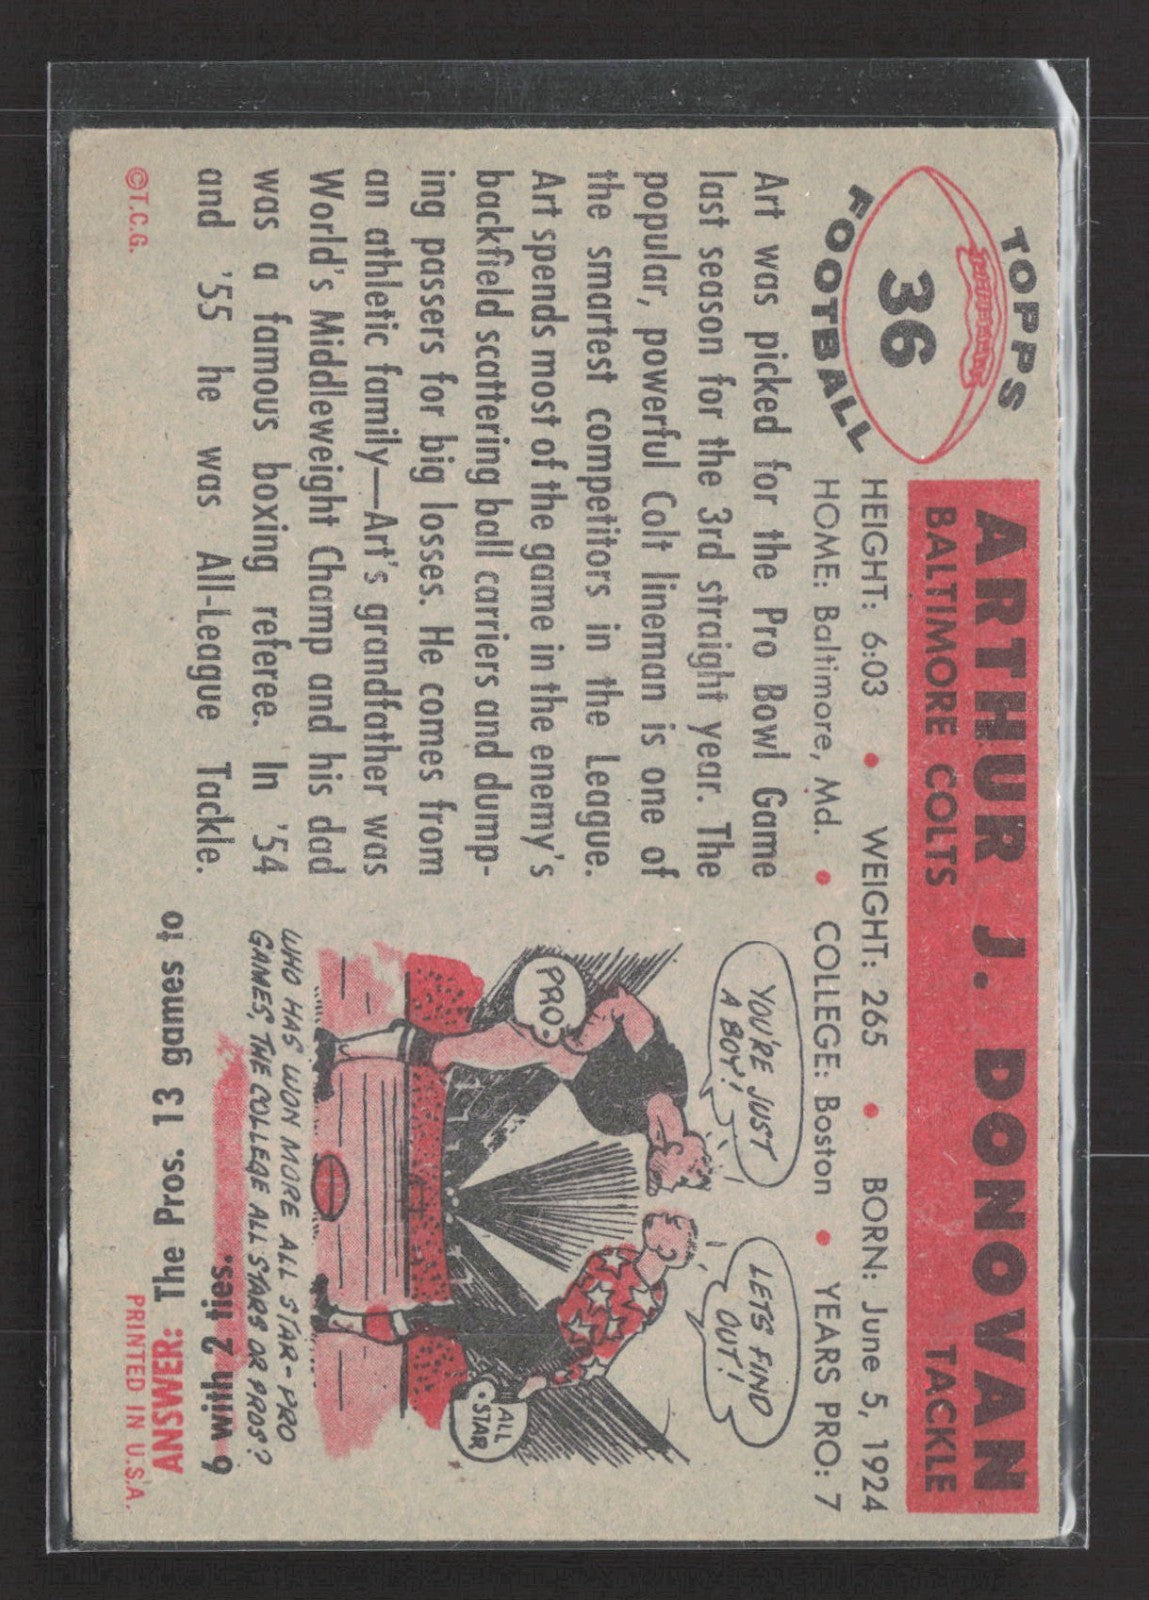 TOPPS
36
FOOTBALL
ARTHUR J. DONOVAN
BALTIMORE COLTS TACKLE
HEIGHT: 6:03 • WEIGHT: 265 • BORN: June 5, 1924
HOME: Baltimore, Md. • COLLEGE: Boston • YEARS PRO: 7
Art was picked for the Pro Bowl Game
last season for the 3rd straight year. The
popular, powerful Colt lineman is one of
the smartest competitors in the League.
Art spends most of the game in the enemy's
backfield scattering ball carriers and dump-
ing passers for big losses. He comes from
an athletic family—Art's grandfather was
World's Middleweight Champ and his dad
was a famous boxing referee. In '54
and '55 he was All-League Tackle.
©T.C.G.
YOU'RE JUST
A BOY!
LETS FIND
OUT!
PRO.
ALL
STAR
WHO HAS WON MORE ALL STAR-PRO
GAMES, THE COLLEGE ALL STARS OR PROS?
ANSWER: The Pros. 13 games to
6 with 2 ties.
PRINTED IN U.S.A.